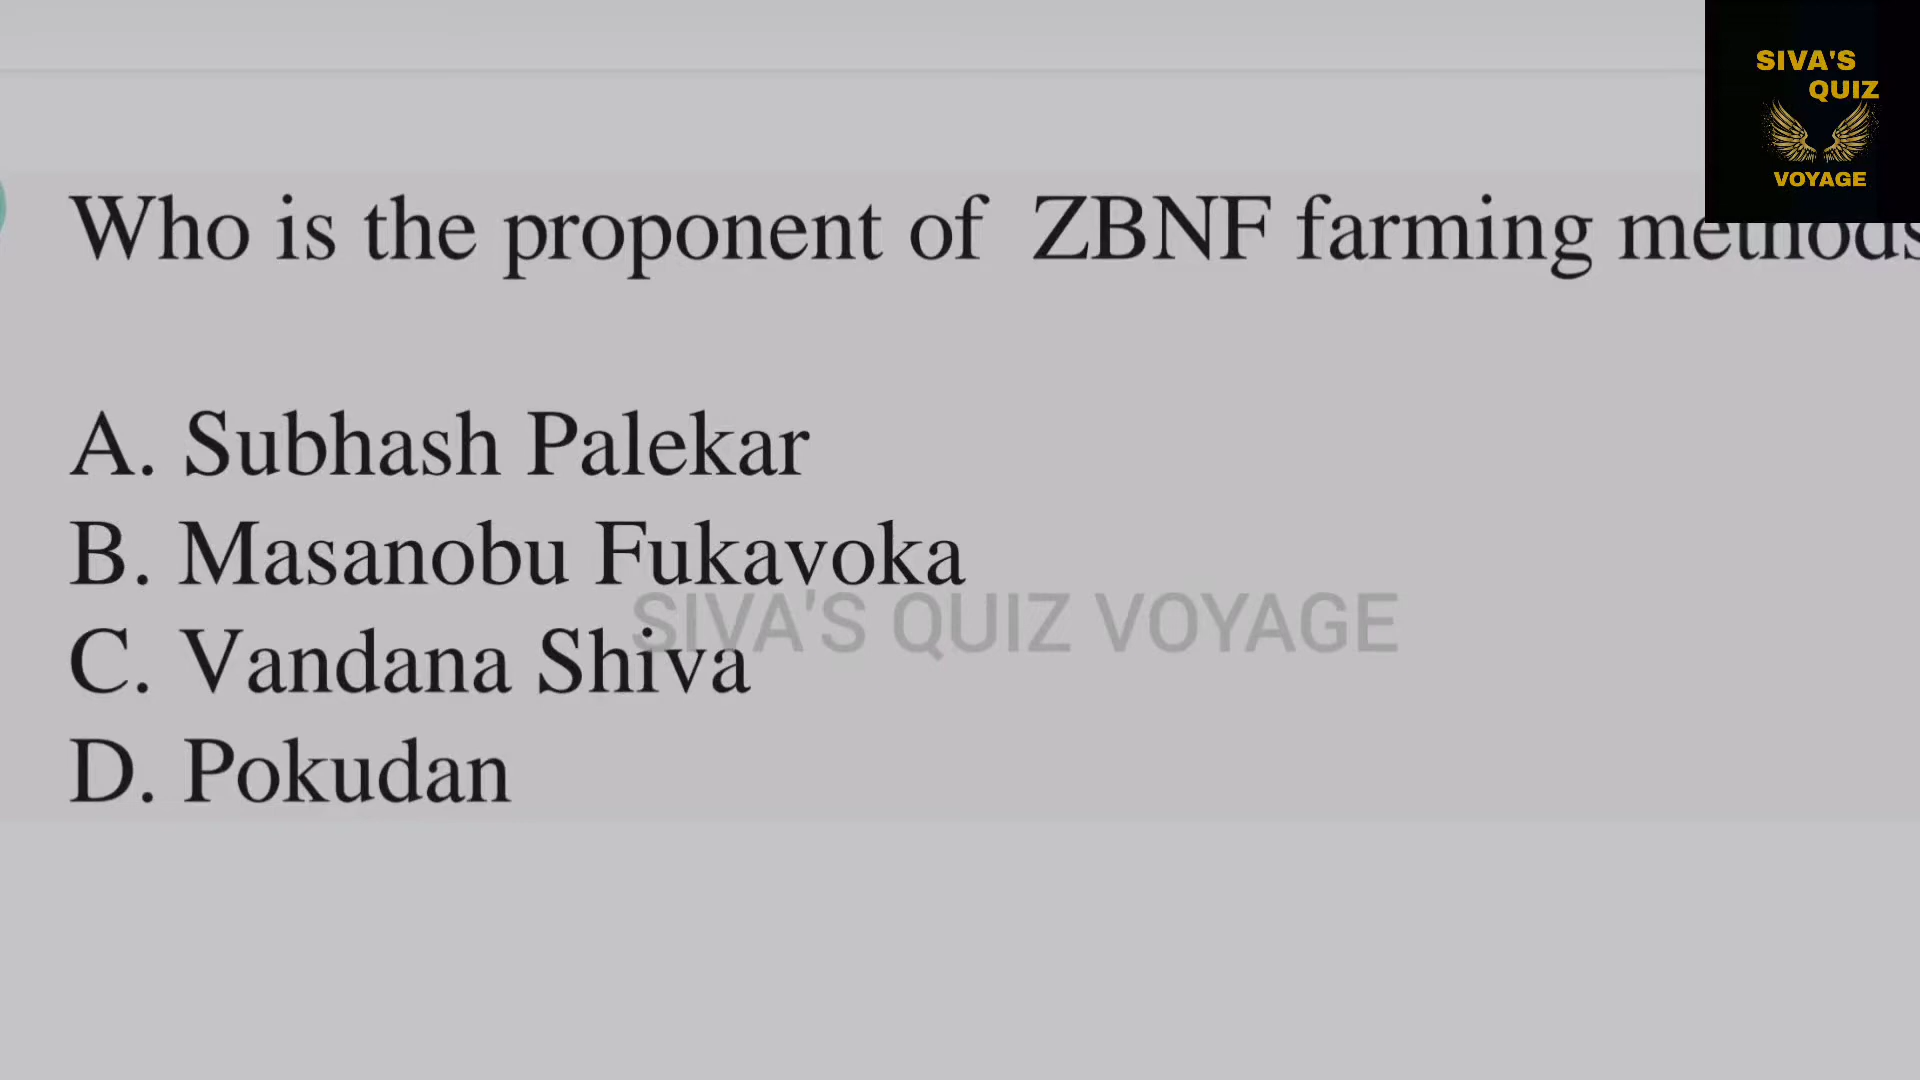 SIVA'S
QUIZ
VOYAGE
Who is the proponent of ZBNF farming methods
A. Subhash Palekar
B. Masanobu Fukavoka
C. Vandana Shiva
D. Pokudan
SIVA'S QUIZ VOYAGE